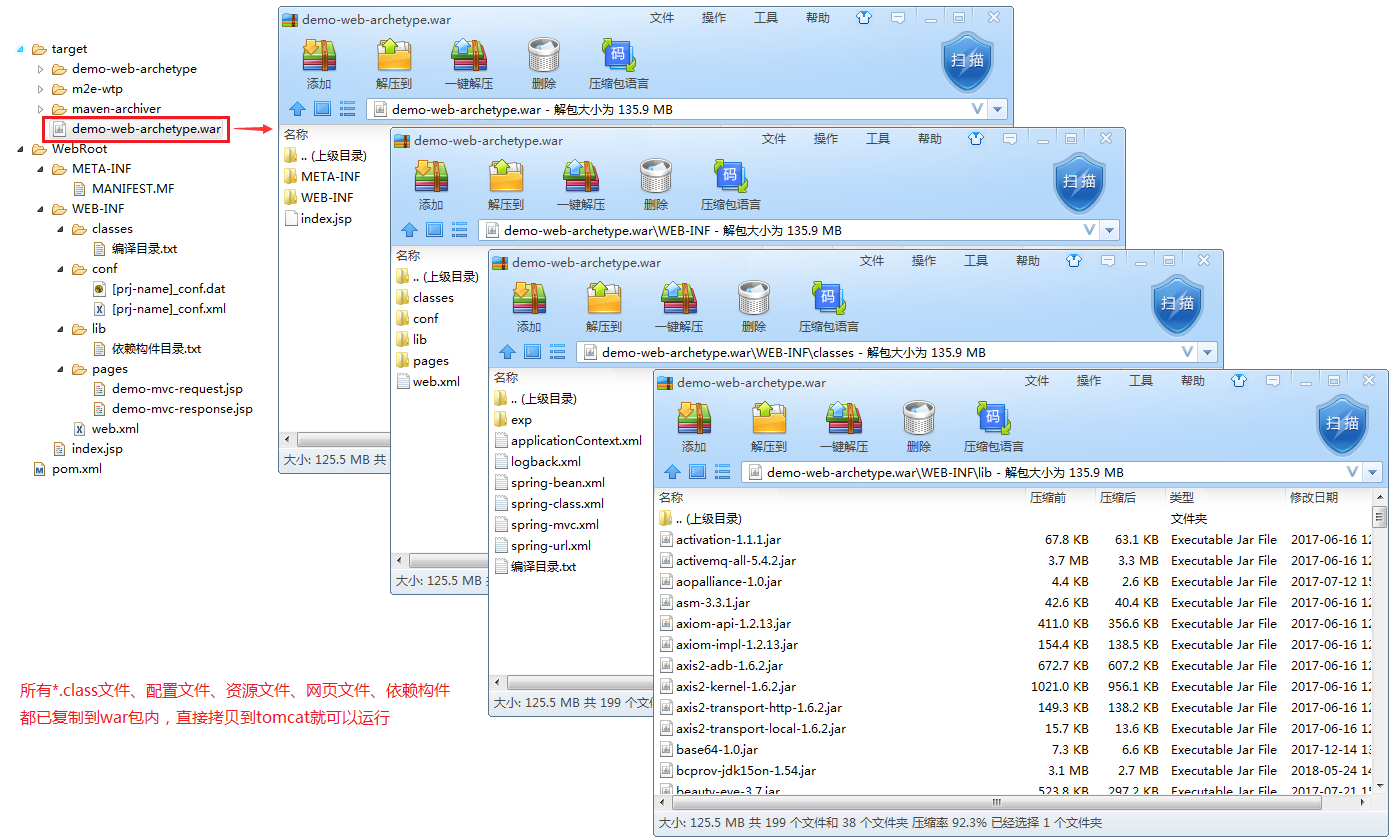 target
demo-web-archetype
m2e-wtp
maven-archiver
demo-web-archetype.war
WebRoot
META-INF
MANIFEST.MF
WEB-INF
classes
编译目录.txt
conf
[prj-name]_conf.dat
[prj-name]_conf.xml
lib
依赖构件目录.txt
pages
demo-mvc-request.jsp
demo-mvc-response.jsp
web.xml
index.jsp
pom.xml
所有*.class文件、配置文件、资源文件、网页文件、依赖构件
都已复制到war包内，直接拷贝到tomcat就可以运行
demo-web-archetype.war 文件 操作 工具 帮助
添加 解压到 一键解压 删除 压缩包语言 扫描
demo-web-archetype.war - 解包大小为 135.9 MB
名称
.. (上级目录)
META-INF
WEB-INF
index.jsp
大小: 125.5 MB 共
demo-web-archetype.war 文件 操作 工具 帮助
添加 解压到 一键解压 删除 压缩包语言 扫描
demo-web-archetype.war\WEB-INF - 解包大小为 135.9 MB
名称
.. (上级目录)
classes
conf
lib
pages
web.xml
大小: 125.5 MB
demo-web-archetype.war 文件 操作 工具 帮助
添加 解压到 一键解压 删除 压缩包语言 扫描
demo-web-archetype.war\WEB-INF\classes - 解包大小为 135.9 MB
名称
.. (上级目录)
exp
applicationContext.xml
logback.xml
spring-bean.xml
spring-class.xml
spring-mvc.xml
spring-url.xml
编译目录.txt
大小: 125.5 MB 共 199 个文
demo-web-archetype.war 文件 操作 工具 帮助
添加 解压到 一键解压 删除 压缩包语言 扫描
demo-web-archetype.war\WEB-INF\lib - 解包大小为 135.9 MB
名称 压缩前 压缩后 类型 修改日期
.. (上级目录) 文件夹
activation-1.1.1.jar 67.8 KB 63.1 KB Executable Jar File 2017-06-16 12
activemq-all-5.4.2.jar 3.7 MB 3.3 MB Executable Jar File 2017-06-16 12
aopalliance-1.0.jar 4.4 KB 2.6 KB Executable Jar File 2017-07-12 15
asm-3.3.1.jar 42.6 KB 40.4 KB Executable Jar File 2017-06-16 12
axiom-api-1.2.13.jar 411.0 KB 356.6 KB Executable Jar File 2017-06-16 12
axiom-impl-1.2.13.jar 154.4 KB 138.5 KB Executable Jar File 2017-06-16 12
axis2-adb-1.6.2.jar 672.7 KB 607.2 KB Executable Jar File 2017-06-16 12
axis2-kernel-1.6.2.jar 1021.0 KB 956.1 KB Executable Jar File 2017-06-16 12
axis2-transport-http-1.6.2.jar 149.3 KB 138.2 KB Executable Jar File 2017-06-16 12
axis2-transport-local-1.6.2.jar 15.7 KB 13.6 KB Executable Jar File 2017-06-16 12
base64-1.0.jar 7.3 KB 6.6 KB Executable Jar File 2017-12-14 13
bcprov-jdk15on-1.54.jar 3.1 MB 2.7 MB Executable Jar File 2018-05-24 14
beauty-eye-3.7.jar 523.8 KB 297.2 KB Executable Jar File 2017-07-21 15
大小: 125.5 MB 共 199 个文件和 38 个文件夹 压缩率 92.3% 已经选择 1 个文件夹